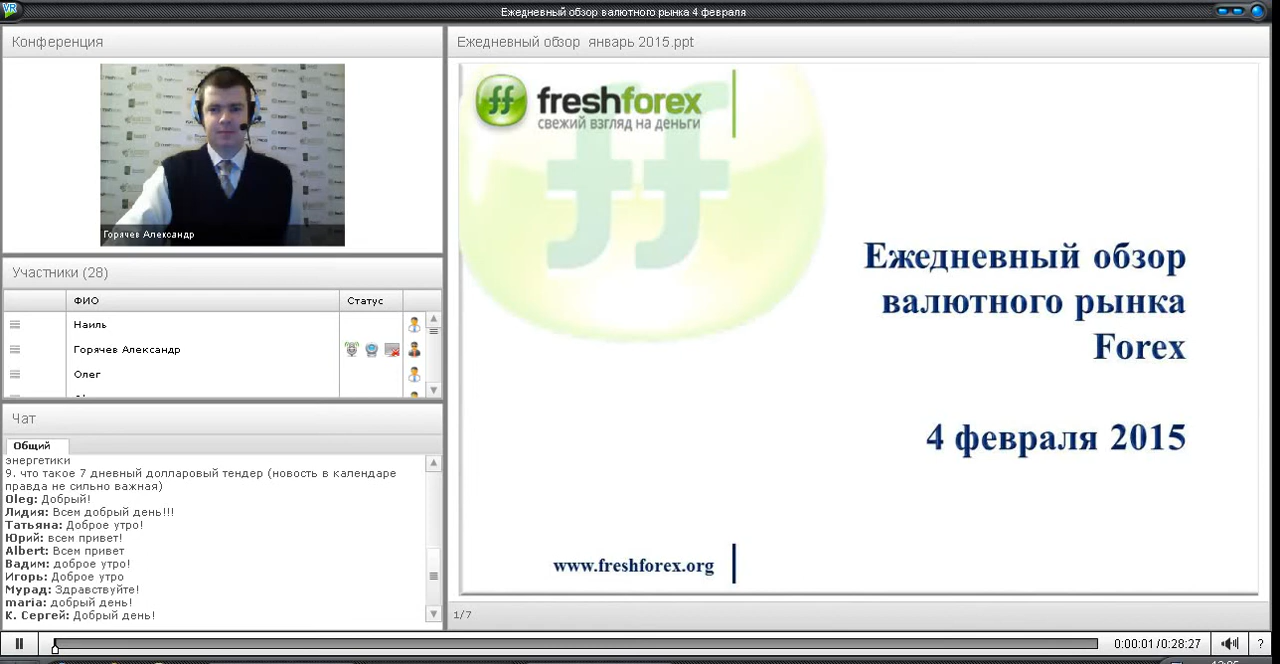 VR
Ежедневный обзор валютного рынка 4 февраля
Конференция
Горячев Александр
Участники (28)
ФИО Статус
Наиль
Горячев Александр
Олег
Чат
Общий
энергетики
9. что такое 7 дневный долларовый тендер (новость в календаре
правда не сильно важная)
Oleg: Добрый!
Лидия: Всем добрый день!!!
Татьяна: Доброе утро!
Юрий: всем привет!
Albert: Всем привет
Вадим: доброе утро!
Игорь: Доброе утро
Мурад: Здравствуйте!
maria: добрый день!
К. Сергей: Добрый день!
Ежедневный обзор январь 2015.ppt
ff freshforex
свежий взгляд на деньги
ff
Ежедневный обзор
валютного рынка
Forex
4 февраля 2015
www.freshforex.org
1/7
0:00:01/0:28:27
?